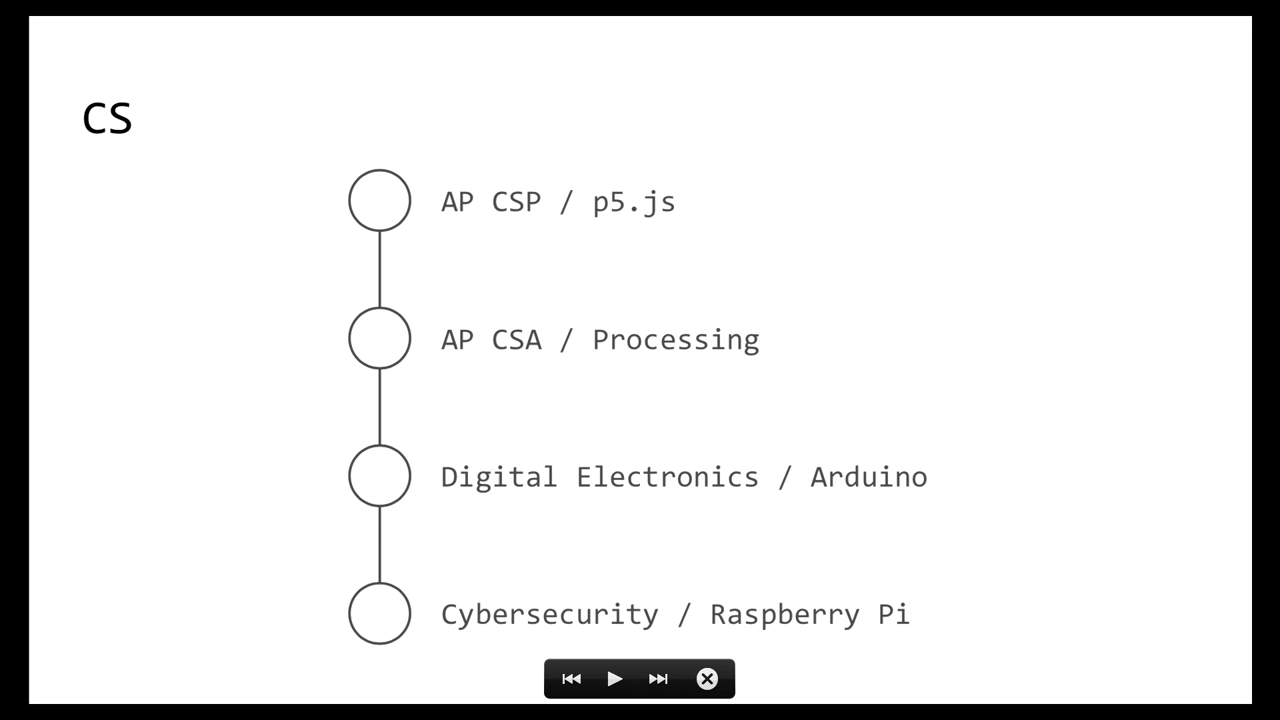 CS
AP CSP / p5.js
AP CSA / Processing
Digital Electronics / Arduino
Cybersecurity / Raspberry Pi